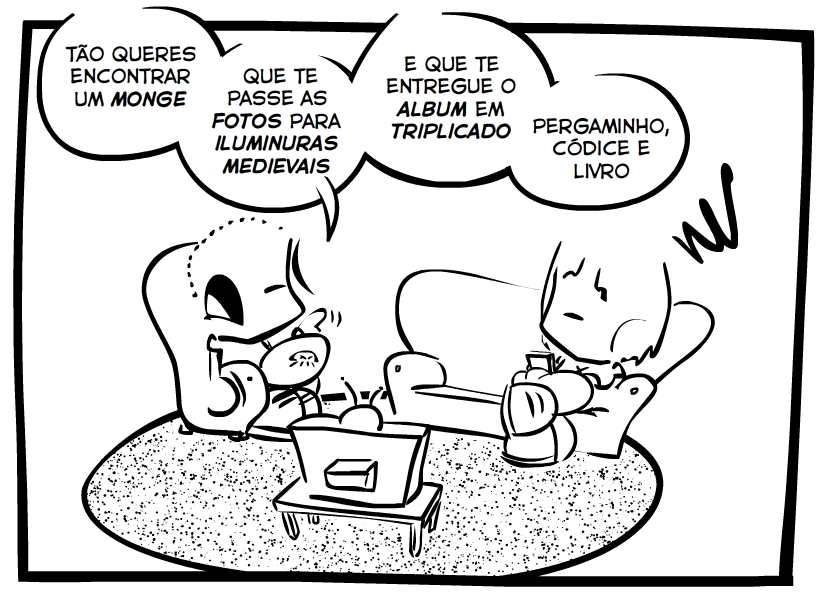 TÃO QUERES
ENCONTRAR
UM MONGE
QUE TE
PASSE AS
FOTOS PARA
ILUMINURAS
MEDIEVAIS
E QUE TE
ENTREGUE O
ALBUM EM
TRIPLICADO
PERGAMINHO,
CÓDICE E
LIVRO